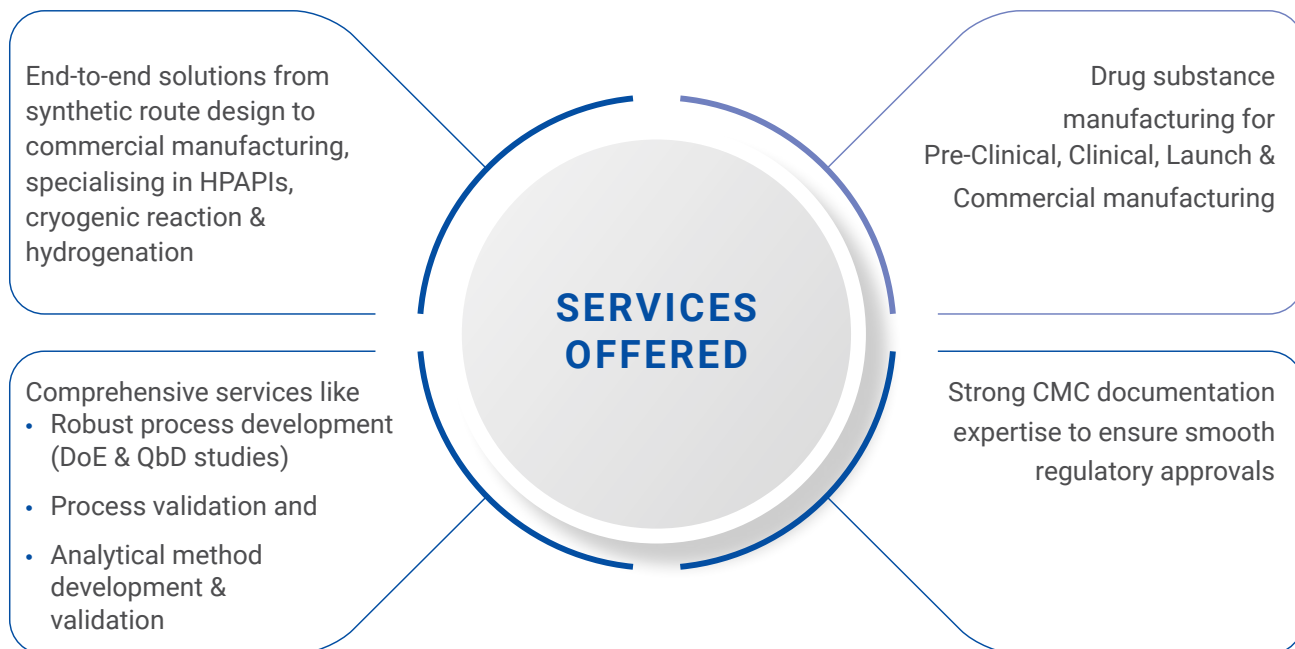 End-to-end solutions from
synthetic route design to
commercial manufacturing,
specialising in HPAPIs,
cryogenic reaction &
hydrogenation
Drug substance
manufacturing for
Pre-Clinical, Clinical, Launch &
Commercial manufacturing
SERVICES
OFFERED
Comprehensive services like
• Robust process development
(DoE & QbD studies)
• Process validation and
• Analytical method
development &
validation
Strong CMC documentation
expertise to ensure smooth
regulatory approvals